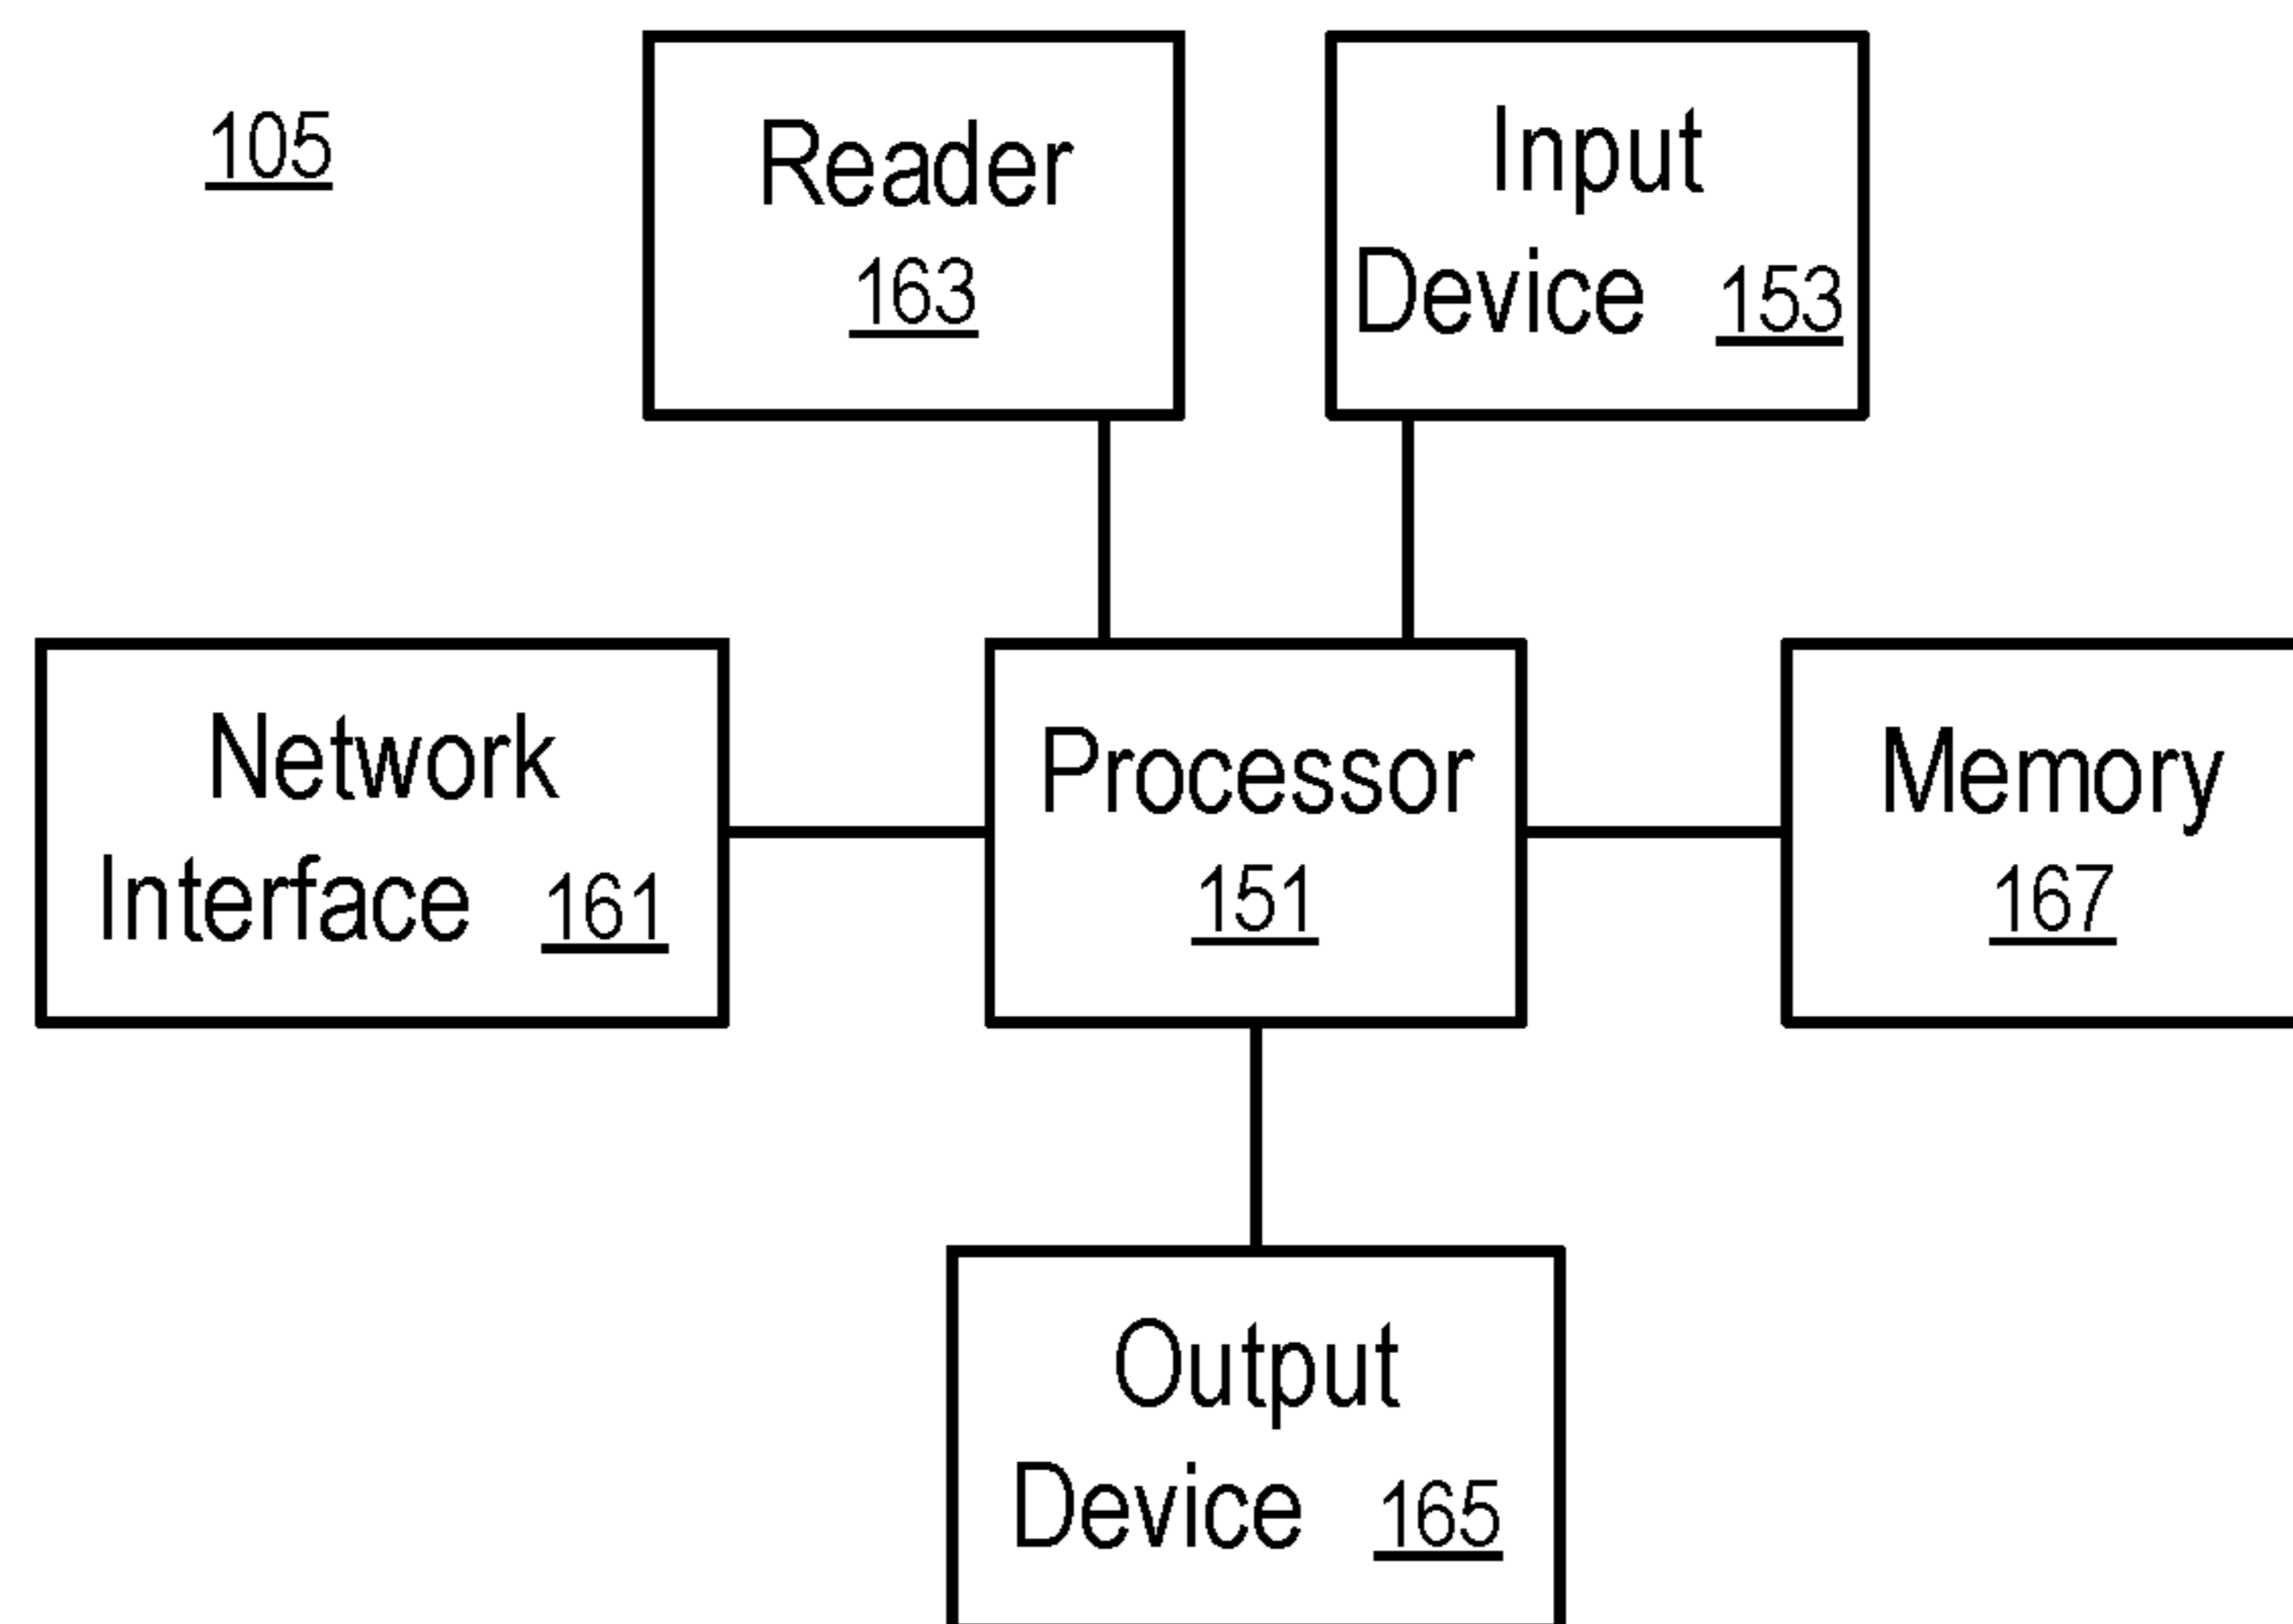 105
Reader
163
Input
Device 153
Network
Interface 161
Processor
151
Memory
167
Output
Device 165